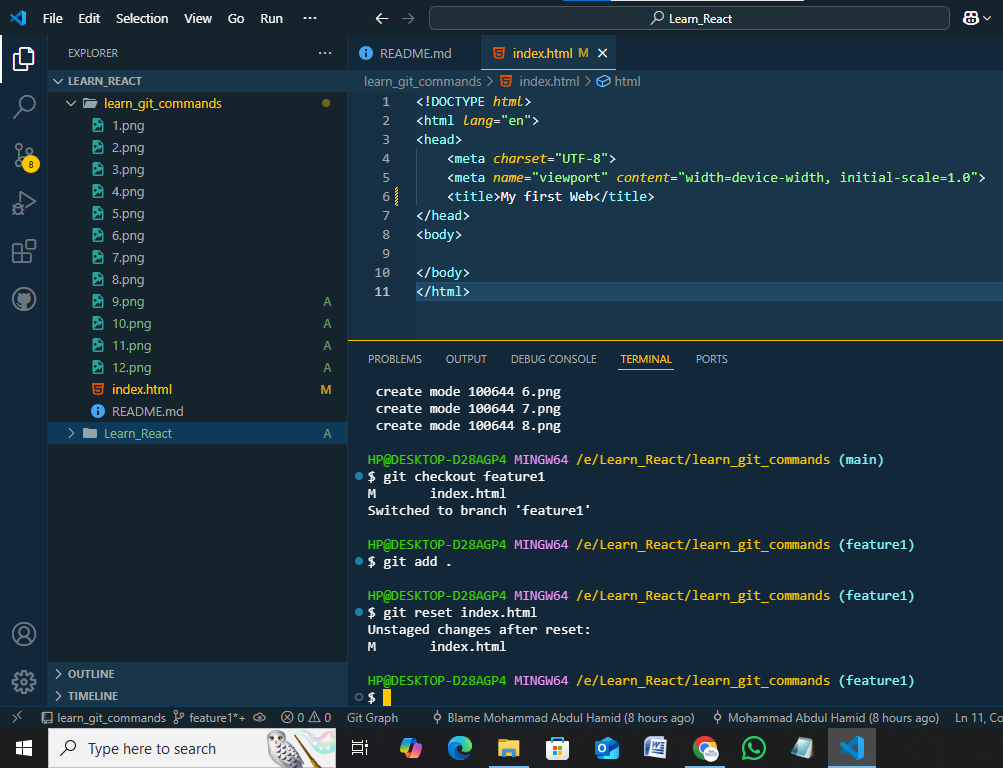 File Edit Selection View Go Run ···
Learn_React
EXPLORER ···
LEARN_REACT
learn_git_commands
1.png
2.png
3.png
4.png
5.png
6.png
7.png
8.png
9.png A
10.png A
11.png A
12.png A
index.html M
README.md
Learn_React A
OUTLINE
TIMELINE
8
README.md
index.html M
learn_git_commands > index.html > html
1 <!DOCTYPE html>
2 <html lang="en">
3 <head>
4 <meta charset="UTF-8">
5 <meta name="viewport" content="width=device-width, initial-scale=1.0">
6 <title>My first Web</title>
7 </head>
8 <body>
9
10 </body>
11 </html>
PROBLEMS OUTPUT DEBUG CONSOLE TERMINAL PORTS
create mode 100644 6.png
create mode 100644 7.png
create mode 100644 8.png
HP@DESKTOP-D28AGP4 MINGW64 /e/Learn_React/learn_git_commands (main)
$ git checkout feature1
M index.html
Switched to branch 'feature1'
HP@DESKTOP-D28AGP4 MINGW64 /e/Learn_React/learn_git_commands (feature1)
$ git add .
HP@DESKTOP-D28AGP4 MINGW64 /e/Learn_React/learn_git_commands (feature1)
$ git reset index.html
Unstaged changes after reset:
M index.html
HP@DESKTOP-D28AGP4 MINGW64 /e/Learn_React/learn_git_commands (feature1)
$
learn_git_commands feature1*+ 0 0 Git Graph Blame Mohammad Abdul Hamid (8 hours ago) Mohammad Abdul Hamid (8 hours ago) Ln 11, Co
Type here to search